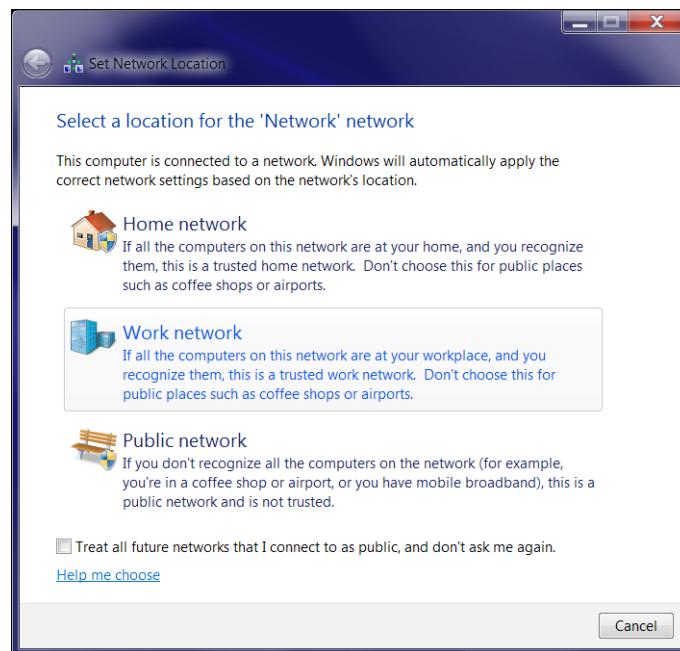 Set Network Location
Select a location for the 'Network' network
This computer is connected to a network. Windows will automatically apply the
correct network settings based on the network's location.
Home network
If all the computers on this network are at your home, and you recognize
them, this is a trusted home network.  Don't choose this for public places
such as coffee shops or airports.
Work network
If all the computers on this network are at your workplace, and you
recognize them, this is a trusted work network.  Don't choose this for
public places such as coffee shops or airports.
Public network
If you don't recognize all the computers on the network (for example,
you're in a coffee shop or airport, or you have mobile broadband), this is a
public network and is not trusted.
Treat all future networks that I connect to as public, and don't ask me again.
Help me choose
Cancel